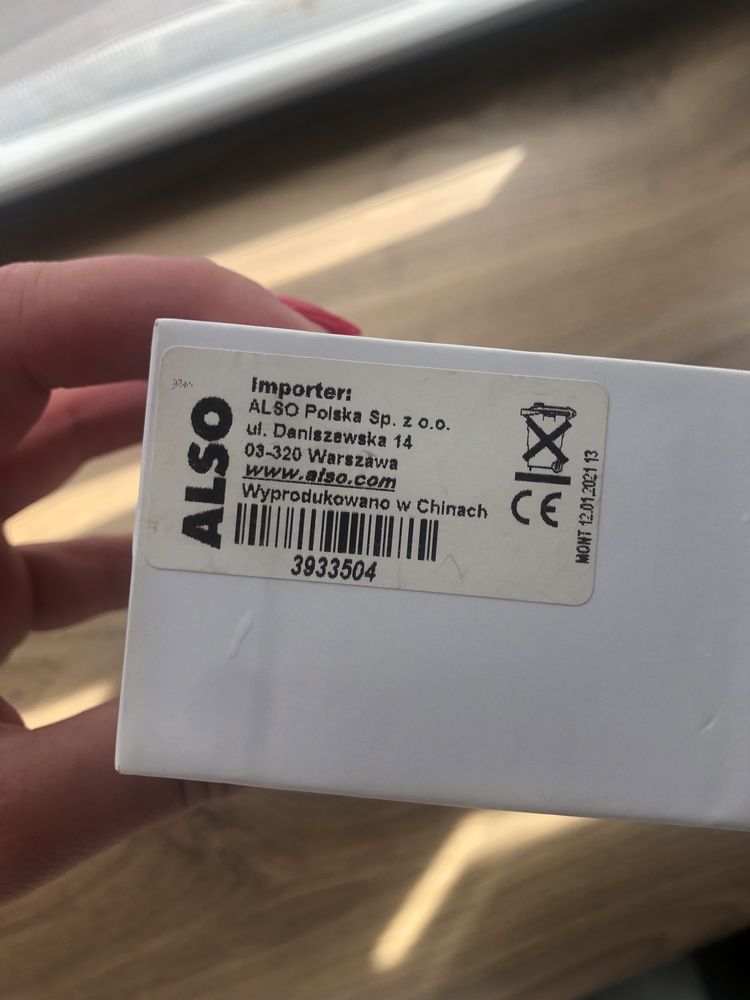 ALSO
Importer:
ALSO Polska Sp. z o.o.
ul. Daniszewska 14
03-320 Warszawa
www.also.com
Wyprodukowano w Chinach
3933504
CE
MONT 12.01.2021 13